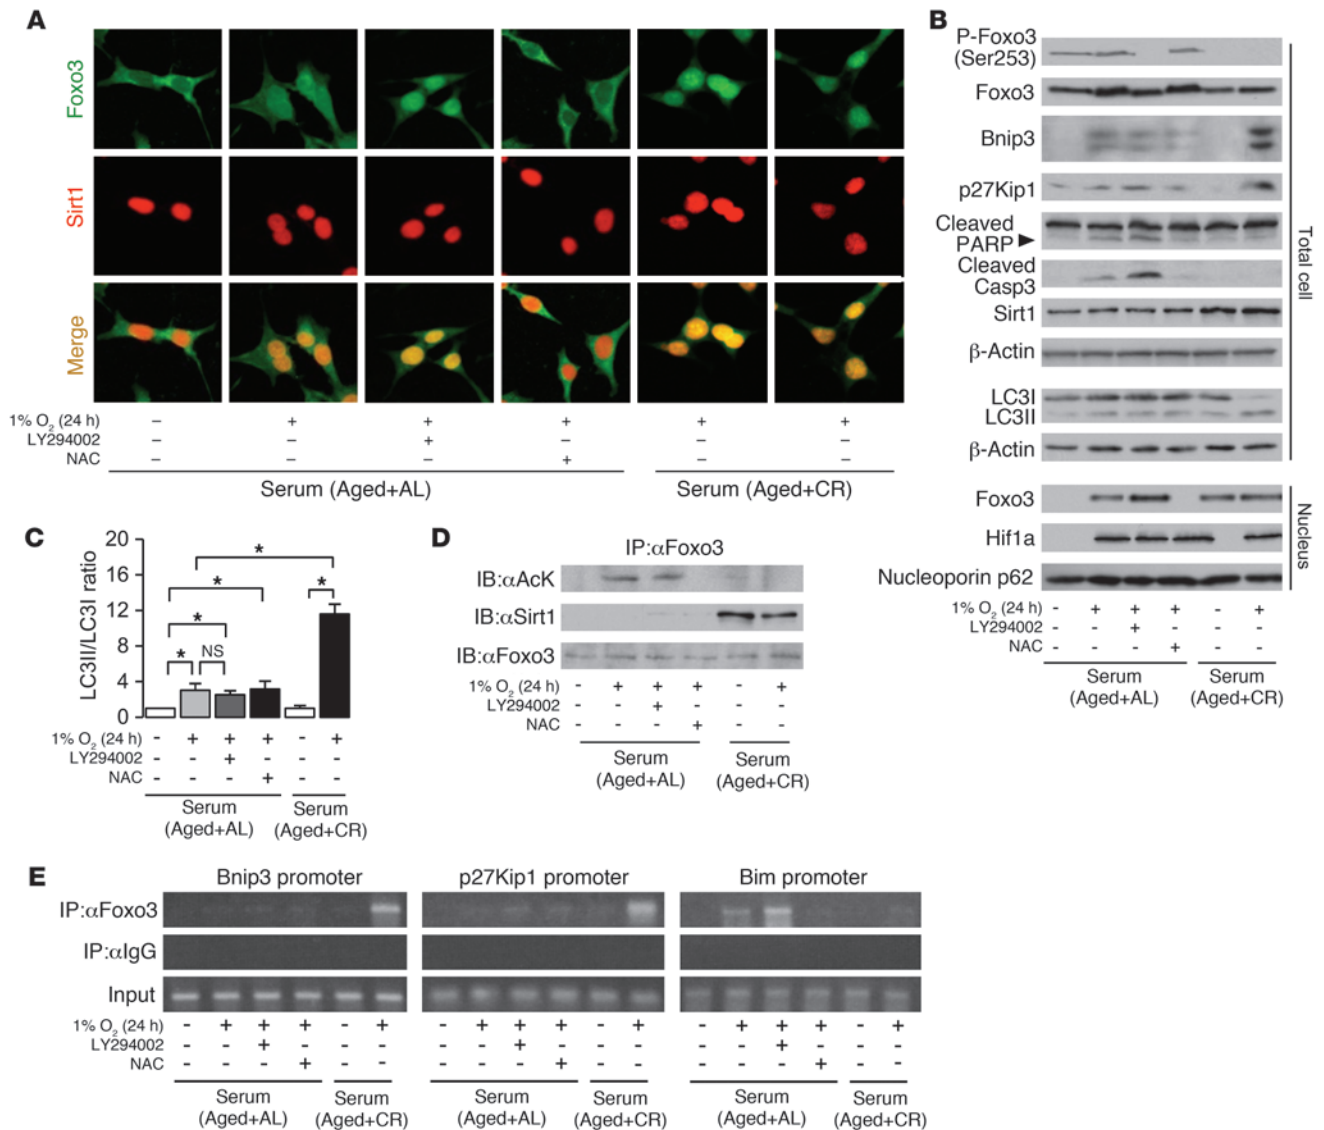 A
Foxo3
Sirt1
Merge
1% O2 (24 h) – + + + + +
LY294002 – – + – – –
NAC – – – + – –
Serum (Aged+AL) Serum (Aged+CR)
B
P-Foxo3
(Ser253)
Foxo3
Bnip3
p27Kip1
Cleaved
PARP
Cleaved
Casp3
Sirt1
β-Actin
LC3I
LC3II
β-Actin
Total cell
Foxo3
Hif1a
Nucleoporin p62
Nucleus
1% O2 (24 h) - + + + - +
LY294002 - - + - - -
NAC - - - + - -
Serum Serum
(Aged+AL) (Aged+CR)
C
LC3II/LC3I ratio
20
16
12
8
4
0
*
*
*
*
* NS
1% O2 (24 h) - + + + - +
LY294002 - - + - - -
NAC - - - + - -
Serum Serum
(Aged+AL) (Aged+CR)
D
IP:αFoxo3
IB:αAcK
IB:αSirt1
IB:αFoxo3
1% O2 (24 h) - + + + - +
LY294002 - - + - - -
NAC - - - + - -
Serum Serum
(Aged+AL) (Aged+CR)
E
Bnip3 promoter p27Kip1 promoter Bim promoter
IP:αFoxo3
IP:αIgG
Input
1% O2 (24 h) - + + + - + - + + + - + - + + + - +
LY294002 - - + - - - - - + - - - - - + - - -
NAC - - - + - - - - - + - - - - - + - -
Serum Serum Serum Serum Serum Serum
(Aged+AL) (Aged+CR) (Aged+AL) (Aged+CR) (Aged+AL) (Aged+CR)